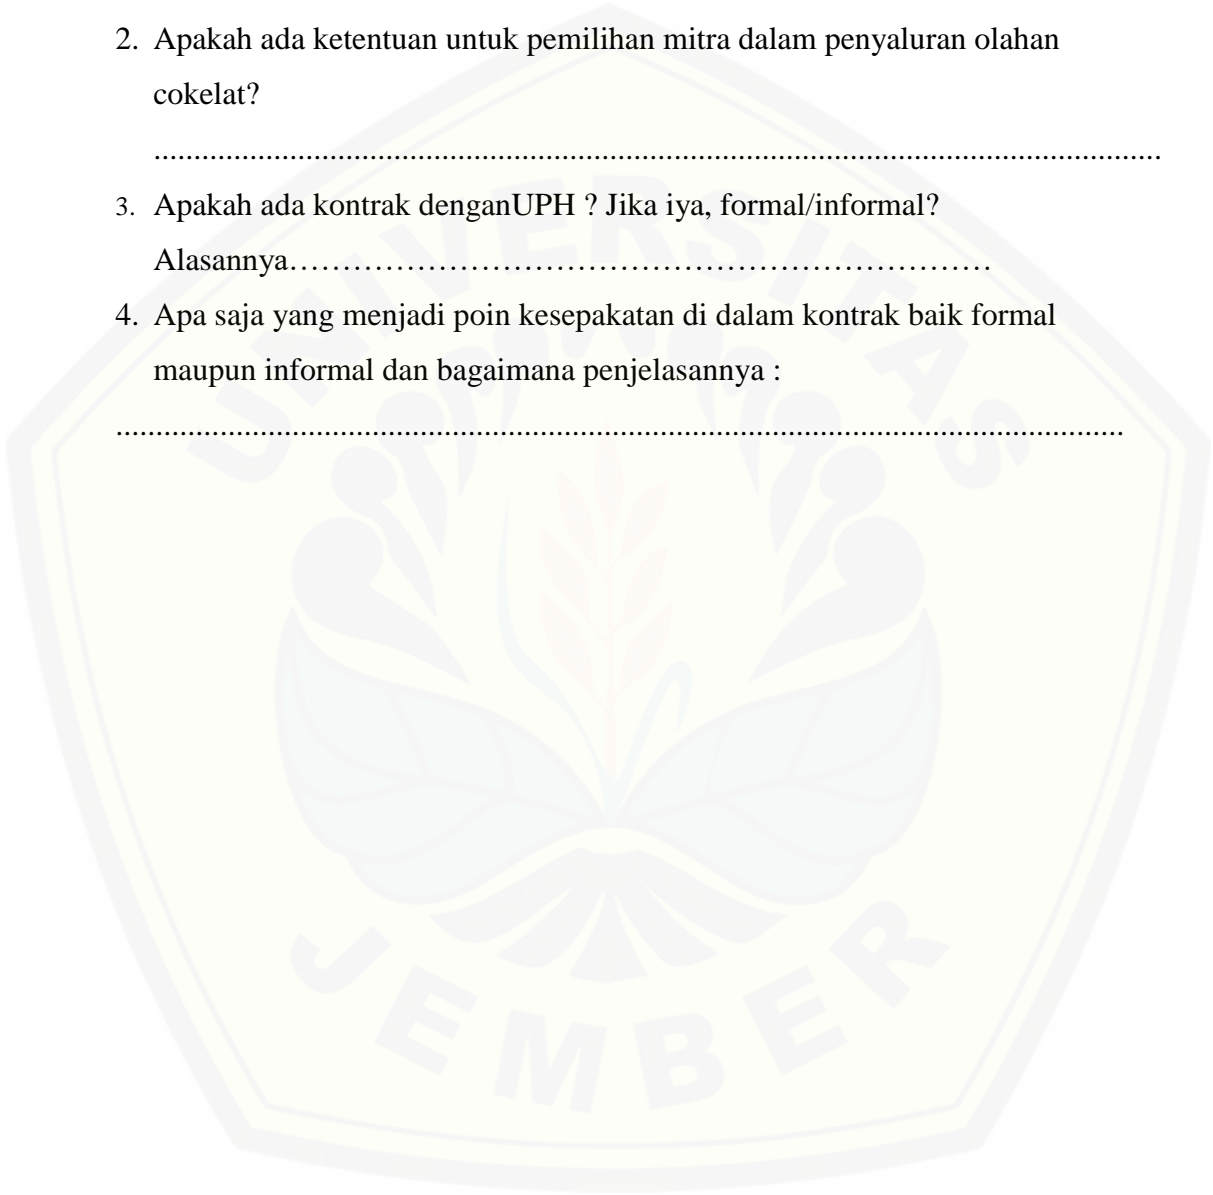 2. Apakah ada ketentuan untuk pemilihan mitra dalam penyaluran olahan
cokelat?
..............................................................................................................................
3. Apakah ada kontrak denganUPH ? Jika iya, formal/informal?
Alasannya……………………………………………………………
4. Apa saja yang menjadi poin kesepakatan di dalam kontrak baik formal
maupun informal dan bagaimana penjelasannya :
..............................................................................................................................
UNIVERSITAS
JEMBER